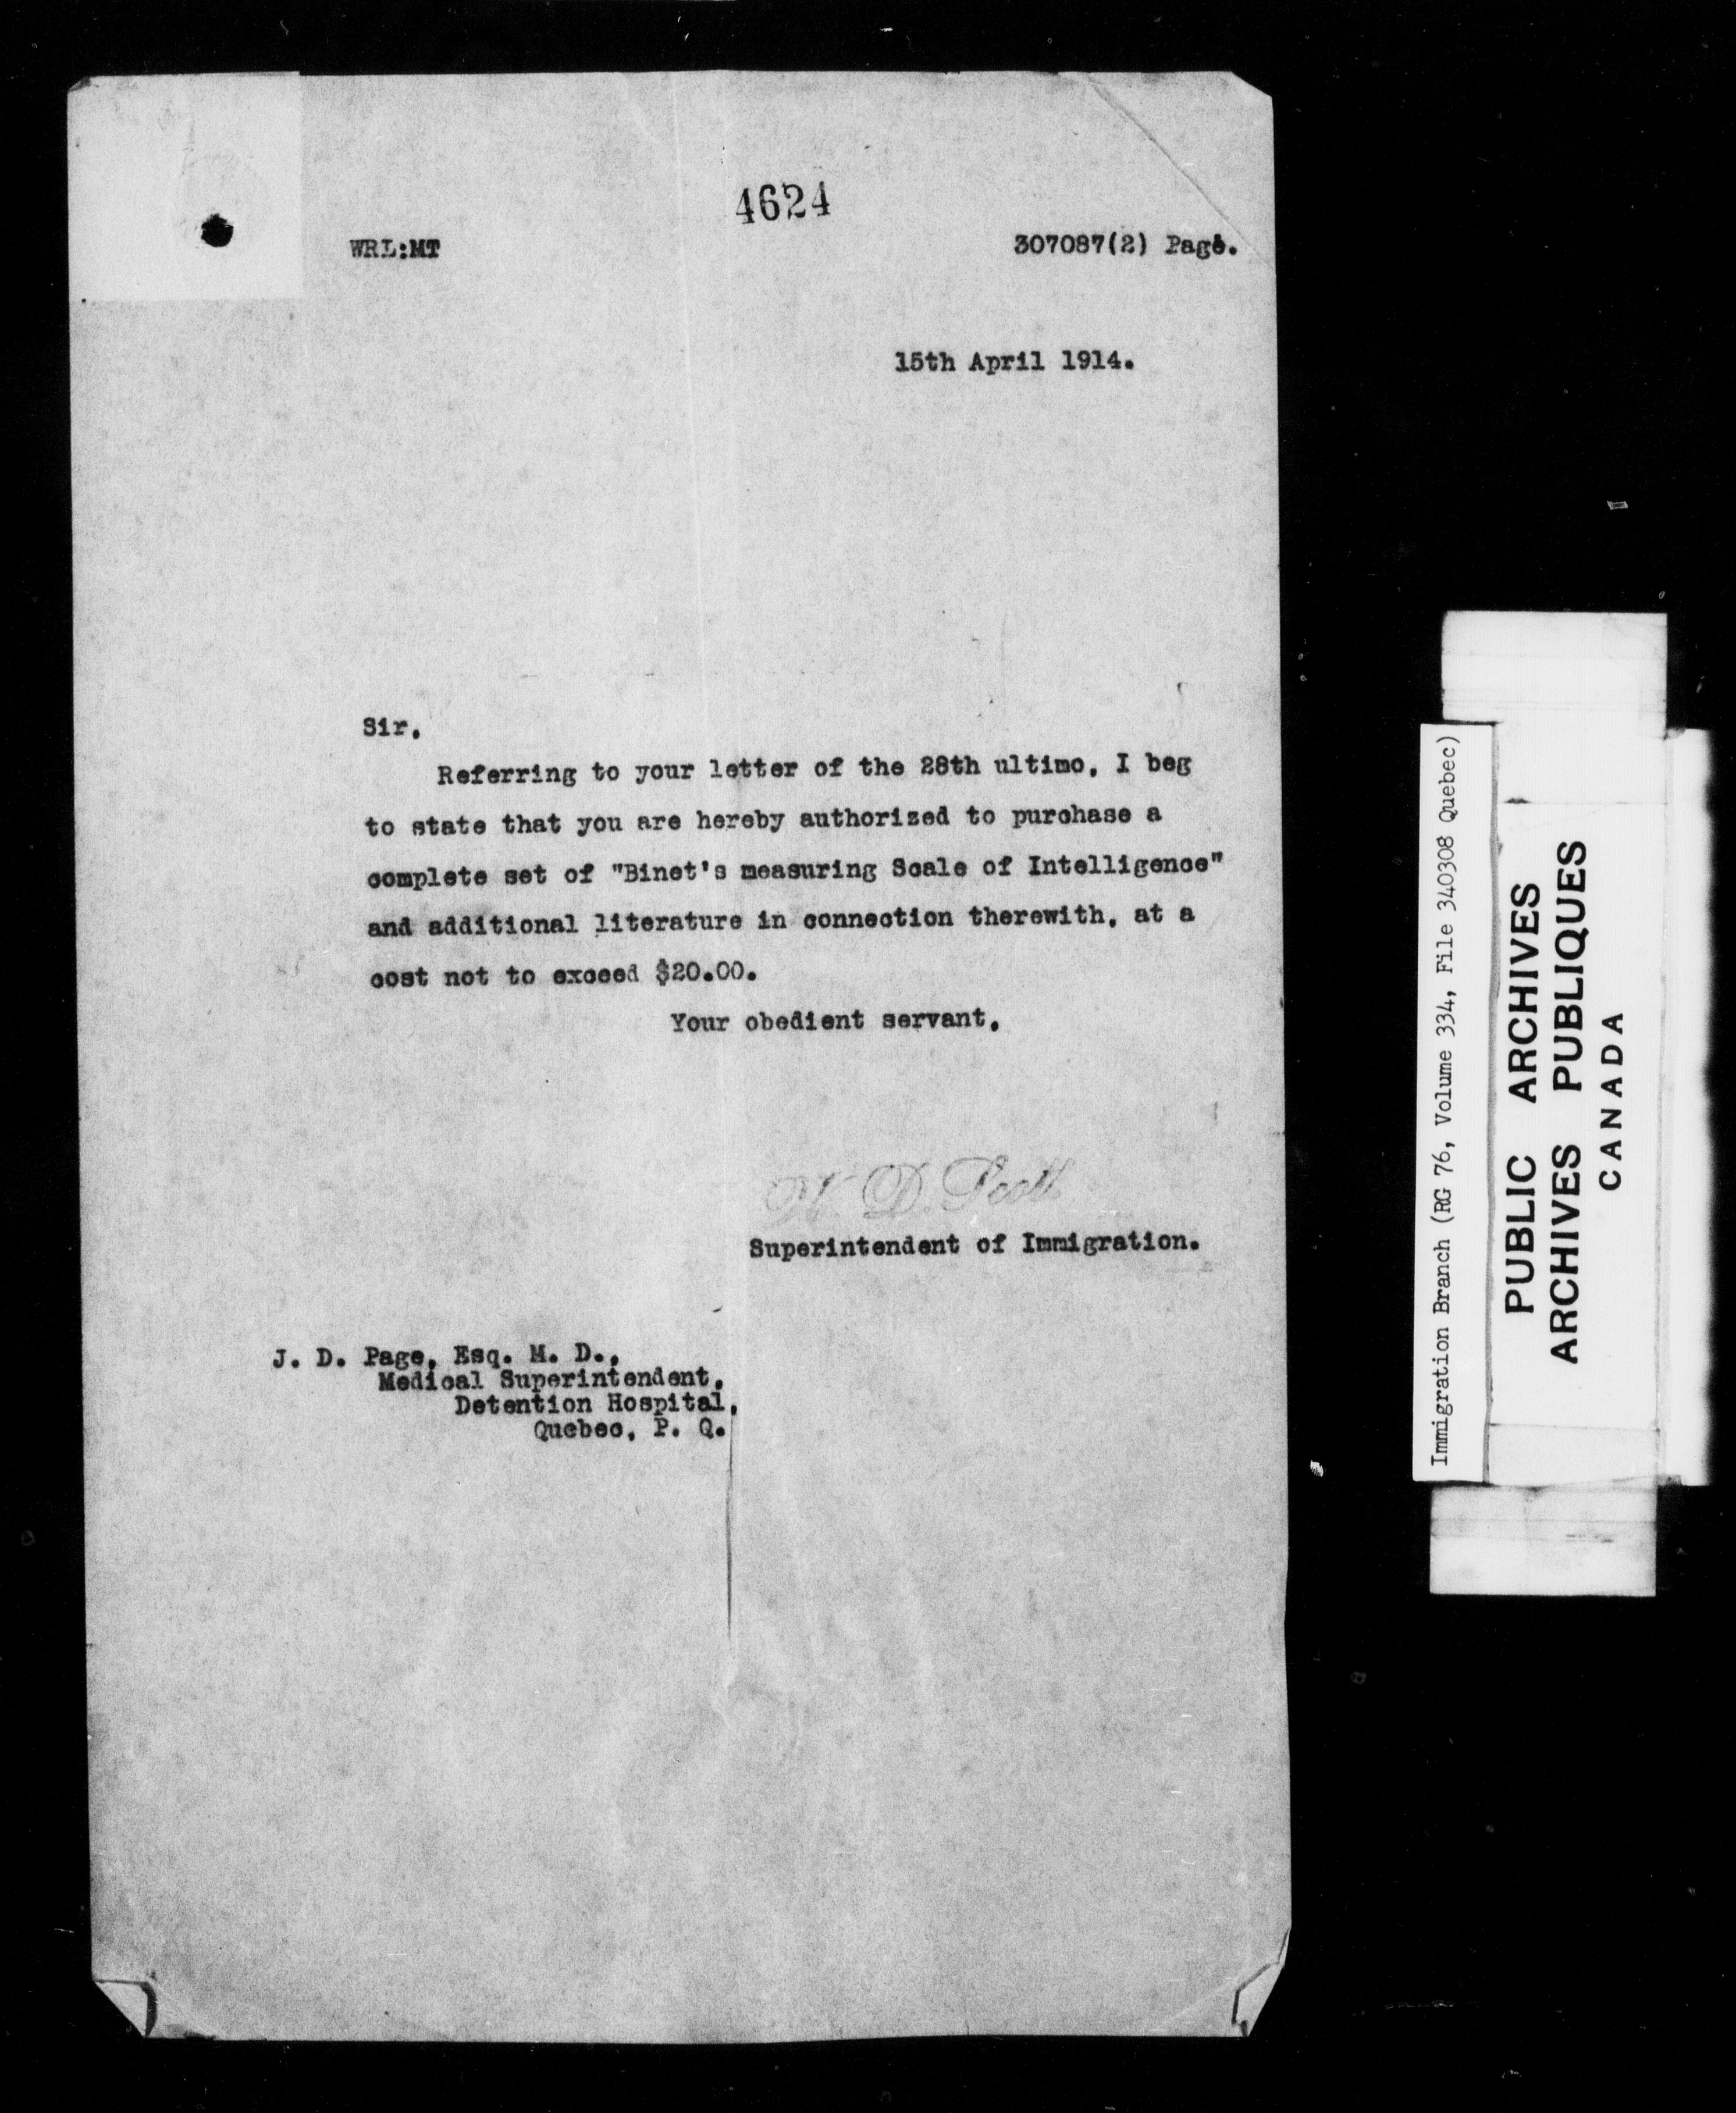 4624
WRL:MT
307087(2) Page.
15th April 1914.
Sir,
Referring to your letter of the 28th ultimo, I beg
to state that you are hereby authorized to purchase a
complete set of "Binet's measuring Scale of Intelligence"
and additional literature in connection therewith, at a
cost not to exceed $20.00.
Your obedient servant,
W. D. Scott
Superintendent of Immigration.
J. D. Page, Esq. M. D.,
Medical Superintendent,
Detention Hospital,
Quebec, P. Q.
Immigration Branch (RG 76, Volume 334, File 340308 Quebec)
PUBLIC ARCHIVES
ARCHIVES PUBLIQUES
CANADA